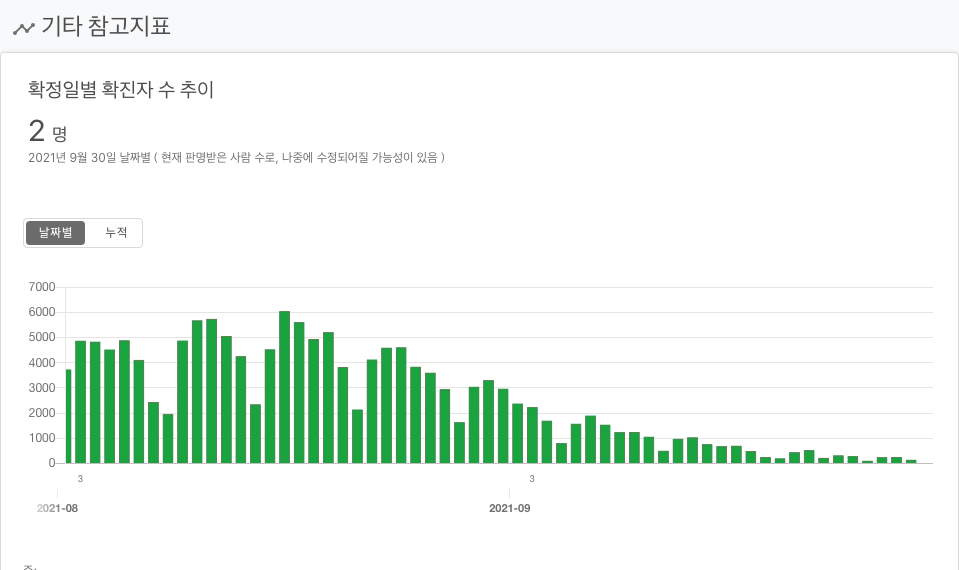 기타 참고지표
확정일별 확진자 수 추이
2 명
2021년 9월 30일 날짜별 ( 현재 판명받은 사람 수로, 나중에 수정되어질 가능성이 있음 )
날짜별 누적
7000
6000
5000
4000
3000
2000
1000
0
3 3
2021-08 2021-09